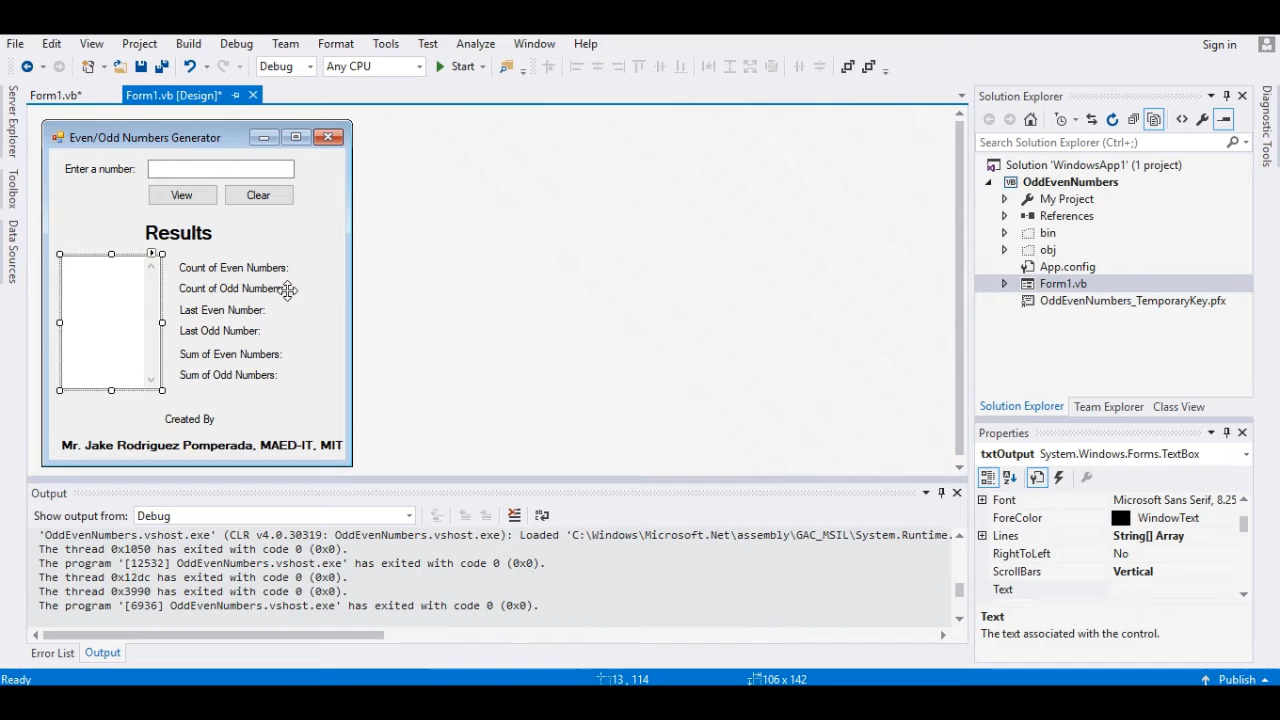 File Edit View Project Build Debug Team Format Tools Test Analyze Window Help Sign in
Debug Any CPU Start
Server Explorer
Toolbox
Data Sources
Form1.vb* Form1.vb [Design]*
Even/Odd Numbers Generator
Enter a number:
View Clear
Results
Count of Even Numbers:
Count of Odd Numbers
Last Even Number:
Last Odd Number:
Sum of Even Numbers:
Sum of Odd Numbers:
Created By
Mr. Jake Rodriguez Pomperada, MAED-IT, MIT
Output
Show output from: Debug
'OddEvenNumbers.vshost.exe' (CLR v4.0.30319: OddEvenNumbers.vshost.exe): Loaded 'C:\Windows\Microsoft.Net\assembly\GAC_MSIL\System.Runtime.
The thread 0x1050 has exited with code 0 (0x0).
The program '[12532] OddEvenNumbers.vshost.exe' has exited with code 0 (0x0).
The thread 0x12dc has exited with code 0 (0x0).
The thread 0x3990 has exited with code 0 (0x0).
The program '[6936] OddEvenNumbers.vshost.exe' has exited with code 0 (0x0).
Error List Output
Solution Explorer
Search Solution Explorer (Ctrl+;)
Solution 'WindowsApp1' (1 project)
VB OddEvenNumbers
My Project
References
bin
obj
App.config
Form1.vb
OddEvenNumbers_TemporaryKey.pfx
Solution Explorer Team Explorer Class View
Properties
txtOutput System.Windows.Forms.TextBox
Font Microsoft Sans Serif, 8.25
ForeColor WindowText
Lines String[] Array
RightToLeft No
ScrollBars Vertical
Text
Text
The text associated with the control.
Diagnostic Tools
Ready 13 , 114 106 x 142 Publish